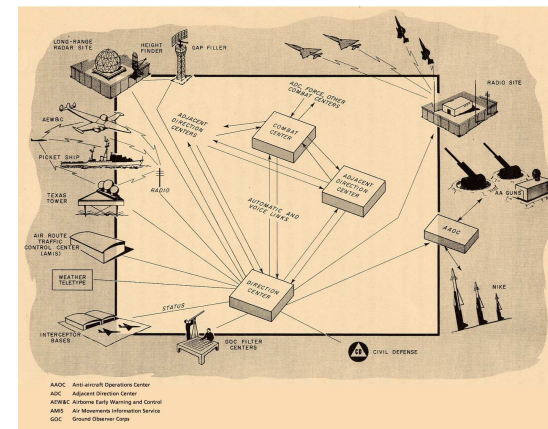 LONG-RANGE
RADAR SITE
HEIGHT
FINDER
GAP FILLER
AEW&C
PICKET SHIP
TEXAS
TOWER
AIR ROUTE
TRAFFIC
CONTROL CENTER
(AMIS)
WEATHER
TELETYPE
INTERCEPTOR
BASES
RADIO
STATUS
ADJACENT
DIRECTION
CENTERS
ADC, FORCE, OTHER
COMBAT CENTERS
COMBAT
CENTER
ADJACENT
DIRECTION
CENTER
AUTOMATIC AND
VOICE LINKS
DIRECTION
CENTER
GOC FILTER
CENTERS
CD
CIVIL DEFENSE
RADIO SITE
AA GUNS
AAOC
NIKE
AAOC Anti-aircraft Operations Center
ADC Adjacent Direction Center
AEW&C Airborne Early Warning and Control
AMIS Air Movements Information Service
GOC Ground Observer Corps